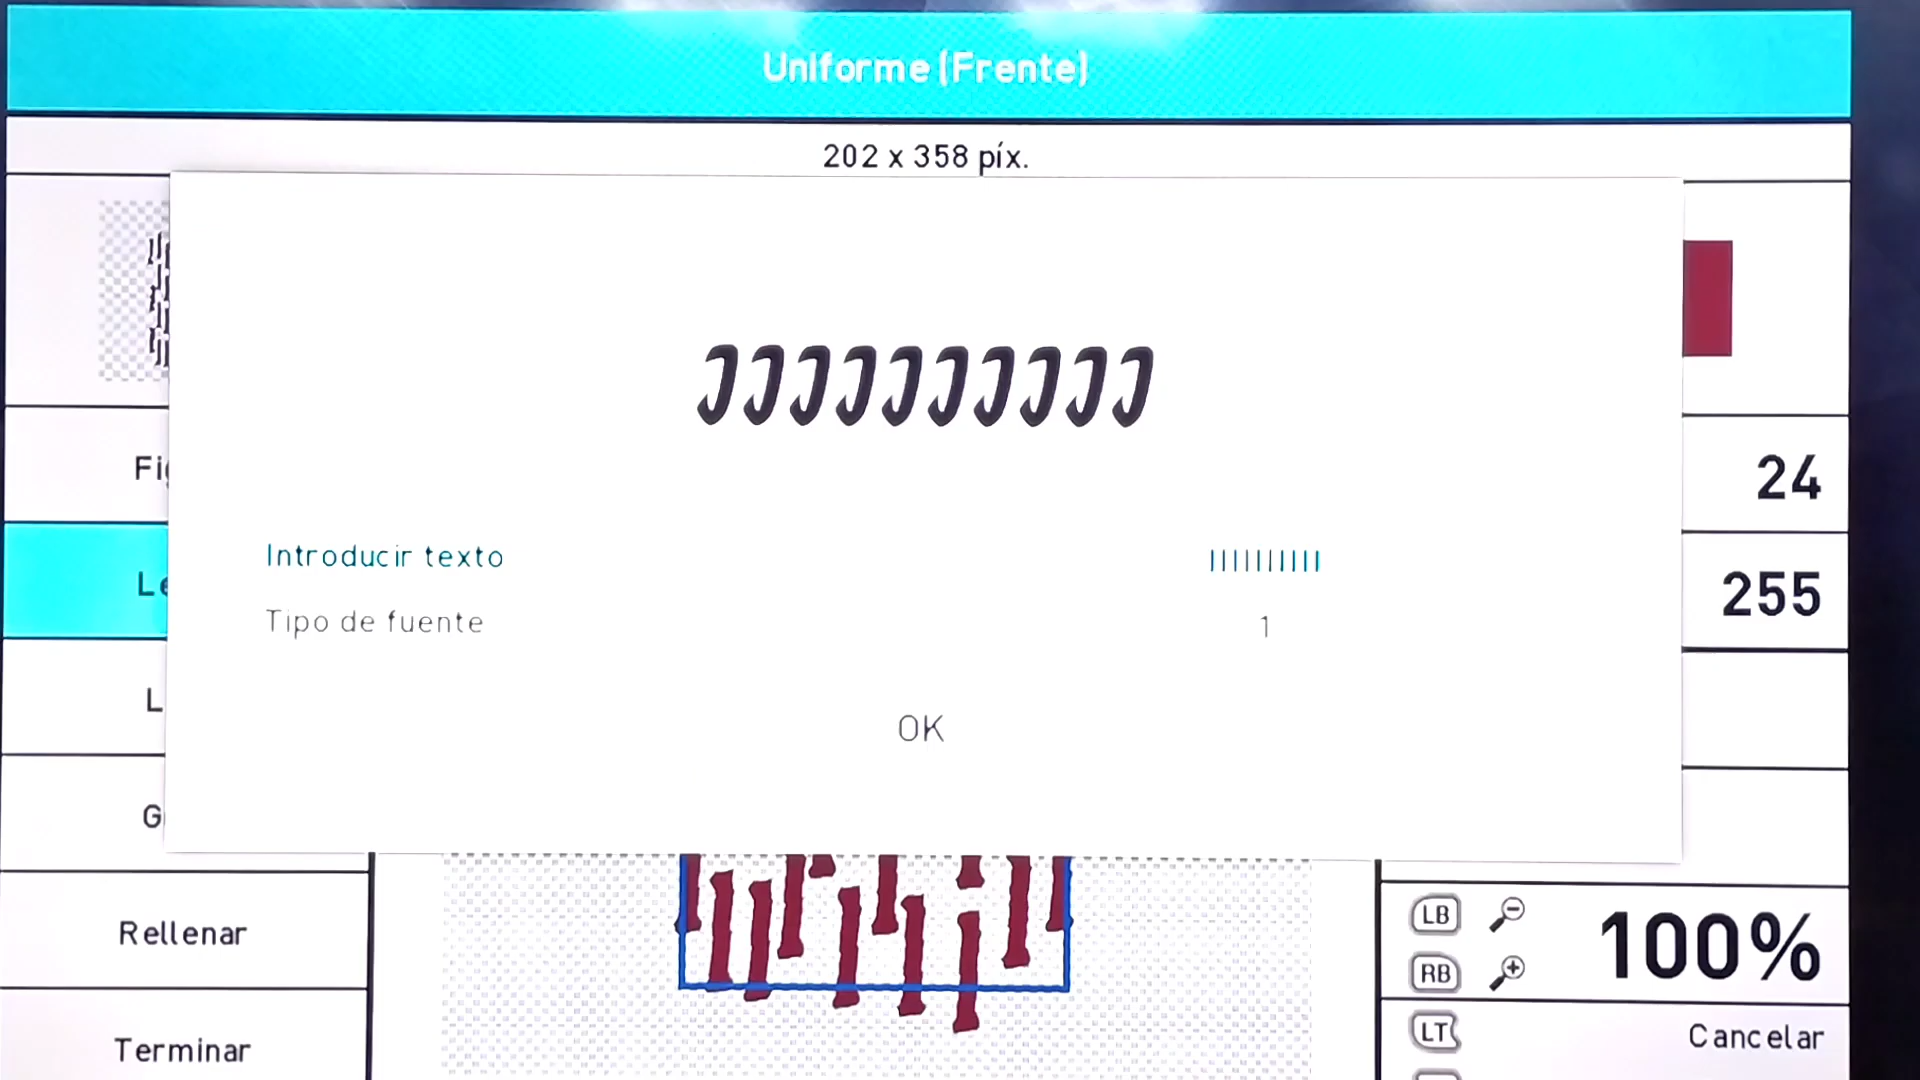 Uniforme (Frente)
202 x 358 píx.
JJJJJJJJJJ
24
Introducir texto
||||||||||
255
Tipo de fuente
1
OK
Rellenar
LB
100%
RB
Terminar
LT
Cancelar